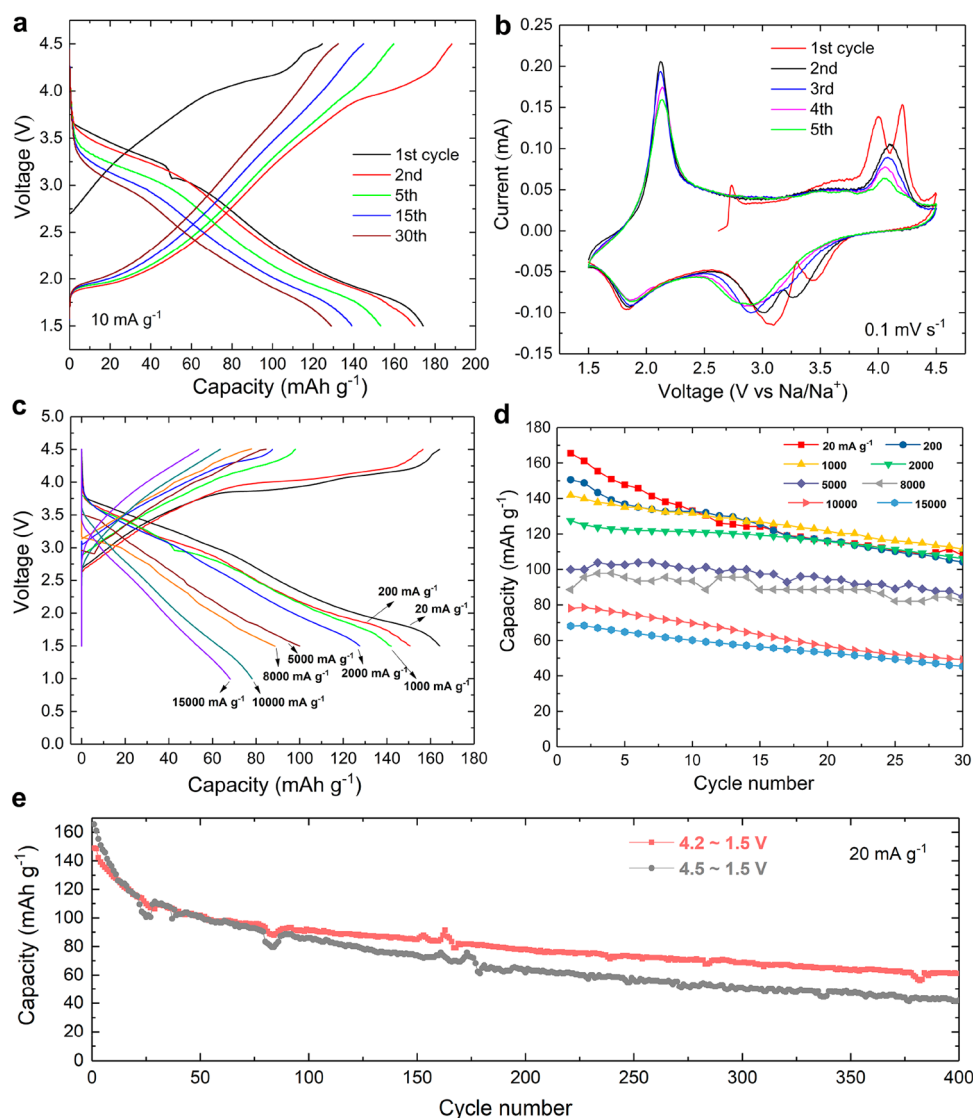 a
4.5
4.0
3.5
3.0
2.5
2.0
1.5
Voltage (V)
1st cycle
2nd
5th
15th
30th
10 mA g⁻¹
0 20 40 60 80 100 120 140 160 180 200
Capacity (mAh g⁻¹)
b
0.25
0.20
0.15
0.10
0.05
0.00
-0.05
-0.10
-0.15
Current (mA)
1st cycle
2nd
3rd
4th
5th
0.1 mV s⁻¹
1.5 2.0 2.5 3.0 3.5 4.0 4.5
Voltage (V vs Na/Na⁺)
c
5.0
4.5
4.0
3.5
3.0
2.5
2.0
1.5
1.0
0.5
0.0
Voltage (V)
200 mA g⁻¹
20 mA g⁻¹
5000 mA g⁻¹
8000 mA g⁻¹
2000 mA g⁻¹
1000 mA g⁻¹
15000 mA g⁻¹
10000 mA g⁻¹
0 20 40 60 80 100 120 140 160 180
Capacity (mAh g⁻¹)
d
180
160
140
120
100
80
60
40
20
0
Capacity (mAh g⁻¹)
20 mA g⁻¹ 200
1000 2000
5000 8000
10000 15000
0 5 10 15 20 25 30
Cycle number
e
160
140
120
100
80
60
40
20
0
Capacity (mAh g⁻¹)
4.2 ~ 1.5 V
4.5 ~ 1.5 V
20 mA g⁻¹
0 50 100 150 200 250 300 350 400
Cycle number